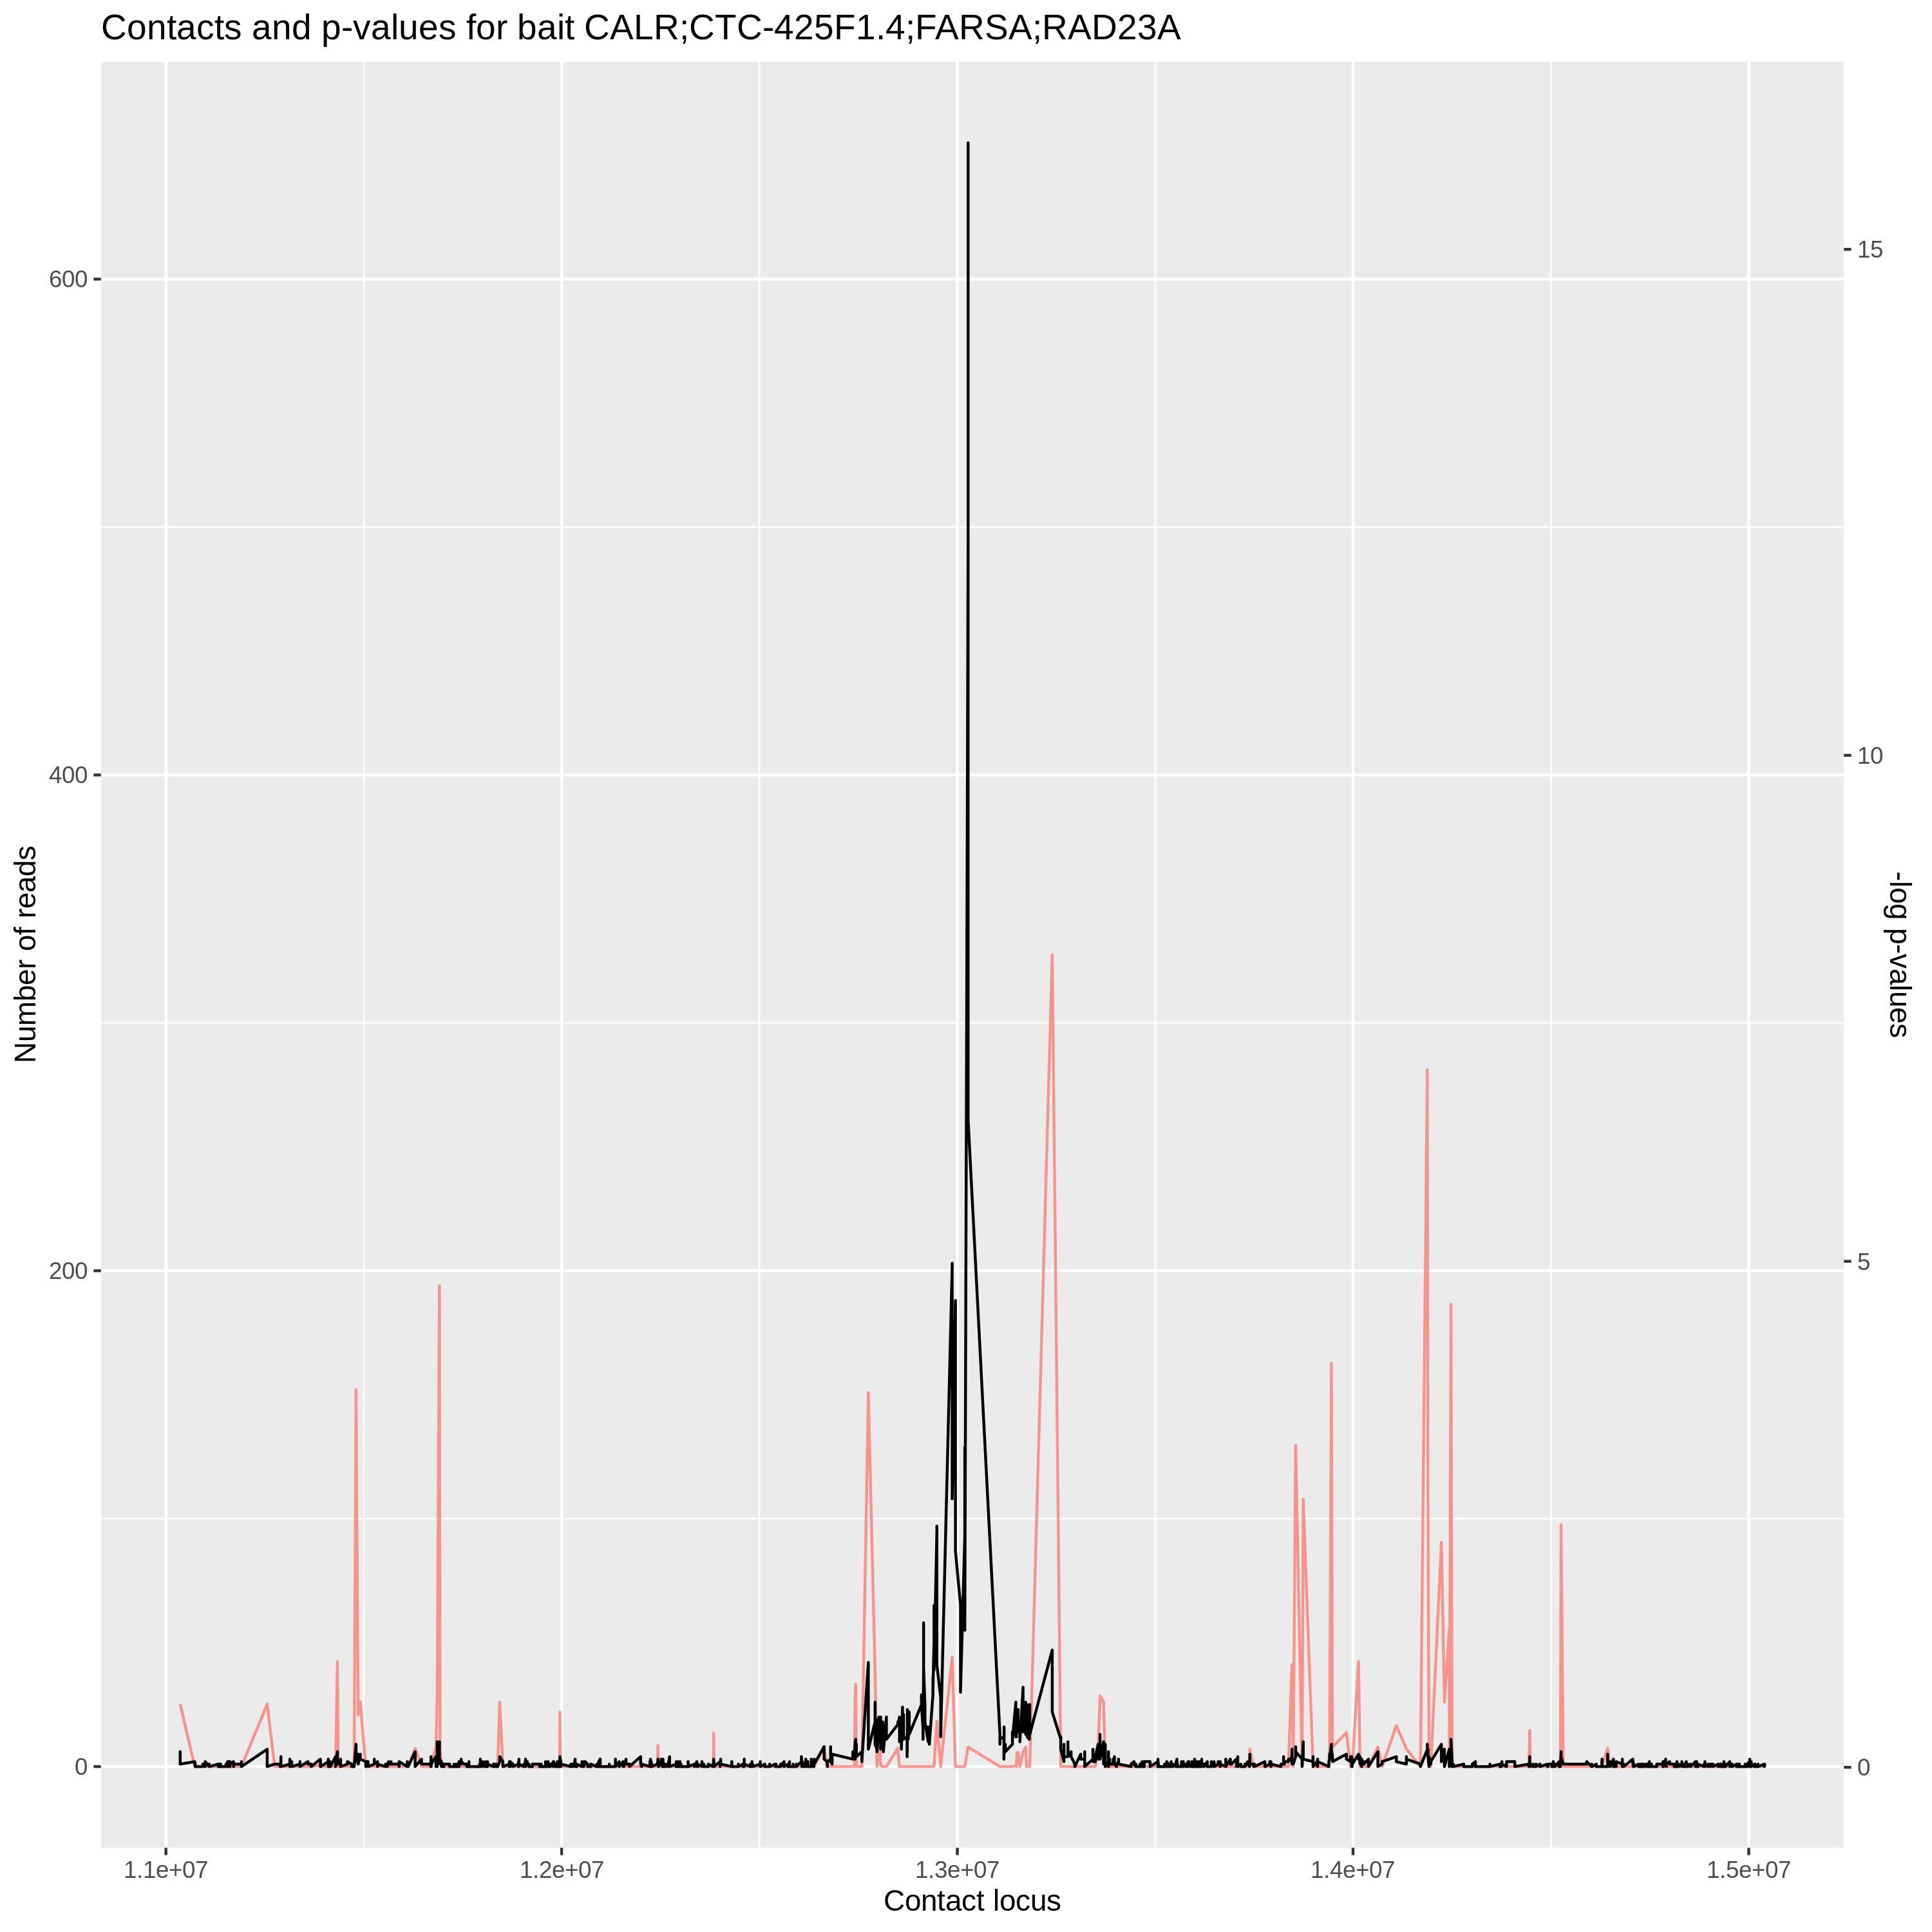 Contacts and p-values for bait CALR;CTC-425F1.4;FARSA;RAD23A
600
400
200
0
Number of reads
15
10
5
0
-log p-values
1.1e+07
1.2e+07
1.3e+07
1.4e+07
1.5e+07
Contact locus